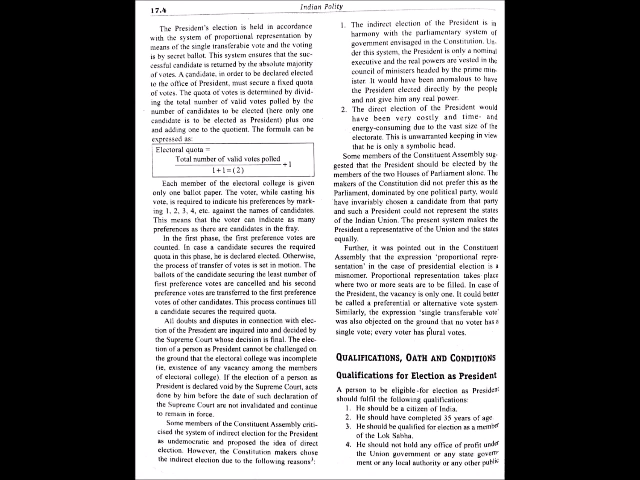 17.4
Indian Polity
The President's election is held in accordance
with the system of proportional representation by
means of the single transferable vote and the voting
is by secret ballot. This system ensures that the suc-
cessful candidate is returned by the absolute majority
of votes. A candidate, in order to be declared elected
to the office of President, must secure a fixed quota
of votes. The quota of votes is determined by divid-
ing the total number of valid votes polled by the
number of candidates to be elected (here only one
candidate is to be elected as President) plus one
and adding one to the quotient. The formula can be
expressed as:
Electoral quota =
Total number of valid votes polled
+1
1+1=(2)
Each member of the electoral college is given
only one ballot paper. The voter, while casting his
vote, is required to indicate his preferences by mark-
ing 1, 2, 3, 4, etc. against the names of candidates.
This means that the voter can indicate as many
preferences as there are candidates in the fray.
In the first phase, the first preference votes are
counted. In case a candidate secures the required
quota in this phase, he is declared elected. Otherwise,
the process of transfer of votes is set in motion. The
ballots of the candidate securing the least number of
first preference votes are cancelled and his second
preference votes are transferred to the first preference
votes of other candidates. This process continues till
a candidate secures the required quota.
All doubts and disputes in connection with elec-
tion of the President are inquired into and decided by
the Supreme Court whose decision is final. The elec-
tion of a person as President cannot be challenged on
the ground that the electoral college was incomplete
(ie, existence of any vacancy among the members
of electoral college). If the election of a person as
President is declared void by the Supreme Court, acts
done by him before the date of such declaration of
the Supreme Court are not invalidated and continue
to remain in force.
Some members of the Constituent Assembly criti-
cised the system of indirect election for the President
as undemocratic and proposed the idea of direct
election. However, the Constitution makers chose
the indirect election due to the following reasons³:
1. The indirect election of the President is in
harmony with the parliamentary system of
government envisaged in the Constitution. Un-
der this system, the President is only a nominal
executive and the real powers are vested in the
council of ministers headed by the prime min-
ister. It would have been anomalous to have
the President elected directly by the people
and not give him any real power.
2. The direct election of the President would
have been very costly and time- and
energy-consuming due to the vast size of the
electorate. This is unwarranted keeping in view
that he is only a symbolic head.
Some members of the Constituent Assembly sug-
gested that the President should be elected by the
members of the two Houses of Parliament alone. The
makers of the Constitution did not prefer this as the
Parliament, dominated by one political party, would
have invariably chosen a candidate from that party
and such a President could not represent the states
of the Indian Union. The present system makes the
President a representative of the Union and the states
equally.
Further, it was pointed out in the Constituent
Assembly that the expression 'proportional repre-
sentation' in the case of presidential election is a
misnomer. Proportional representation takes place
where two or more seats are to be filled. In case of
the President, the vacancy is only one. It could better
be called a preferential or alternative vote system.
Similarly, the expression 'single transferable vote'
was also objected on the ground that no voter has a
single vote; every voter has plural votes.
QUALIFICATIONS, OATH AND CONDITIONS
Qualifications for Election as President
A person to be eligible for election as President
should fulfil the following qualifications:
1. He should be a citizen of India.
2. He should have completed 35 years of age
3. He should be qualified for election as a member
of the Lok Sabha.
4. He should not hold any office of profit under
the Union government or any state govern-
ment or any local authority or any other public